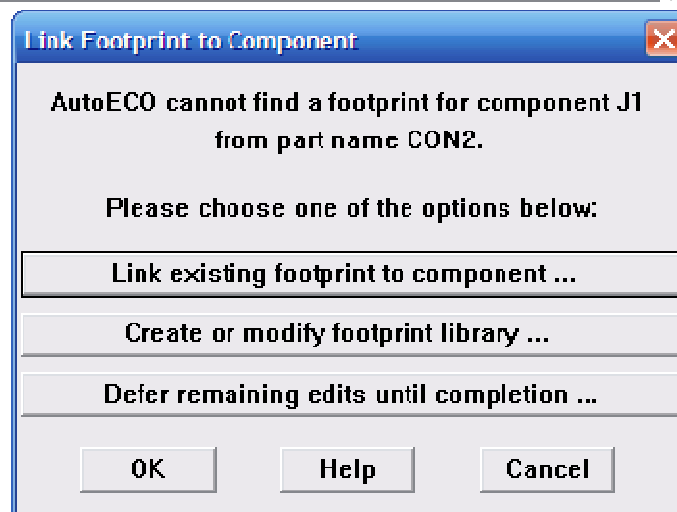 Link Footprint to Component
AutoECO cannot find a footprint for component J1
from part name CON2.
Please choose one of the options below:
Link existing footprint to component ...
Create or modify footprint library ...
Defer remaining edits until completion ...
OK Help Cancel